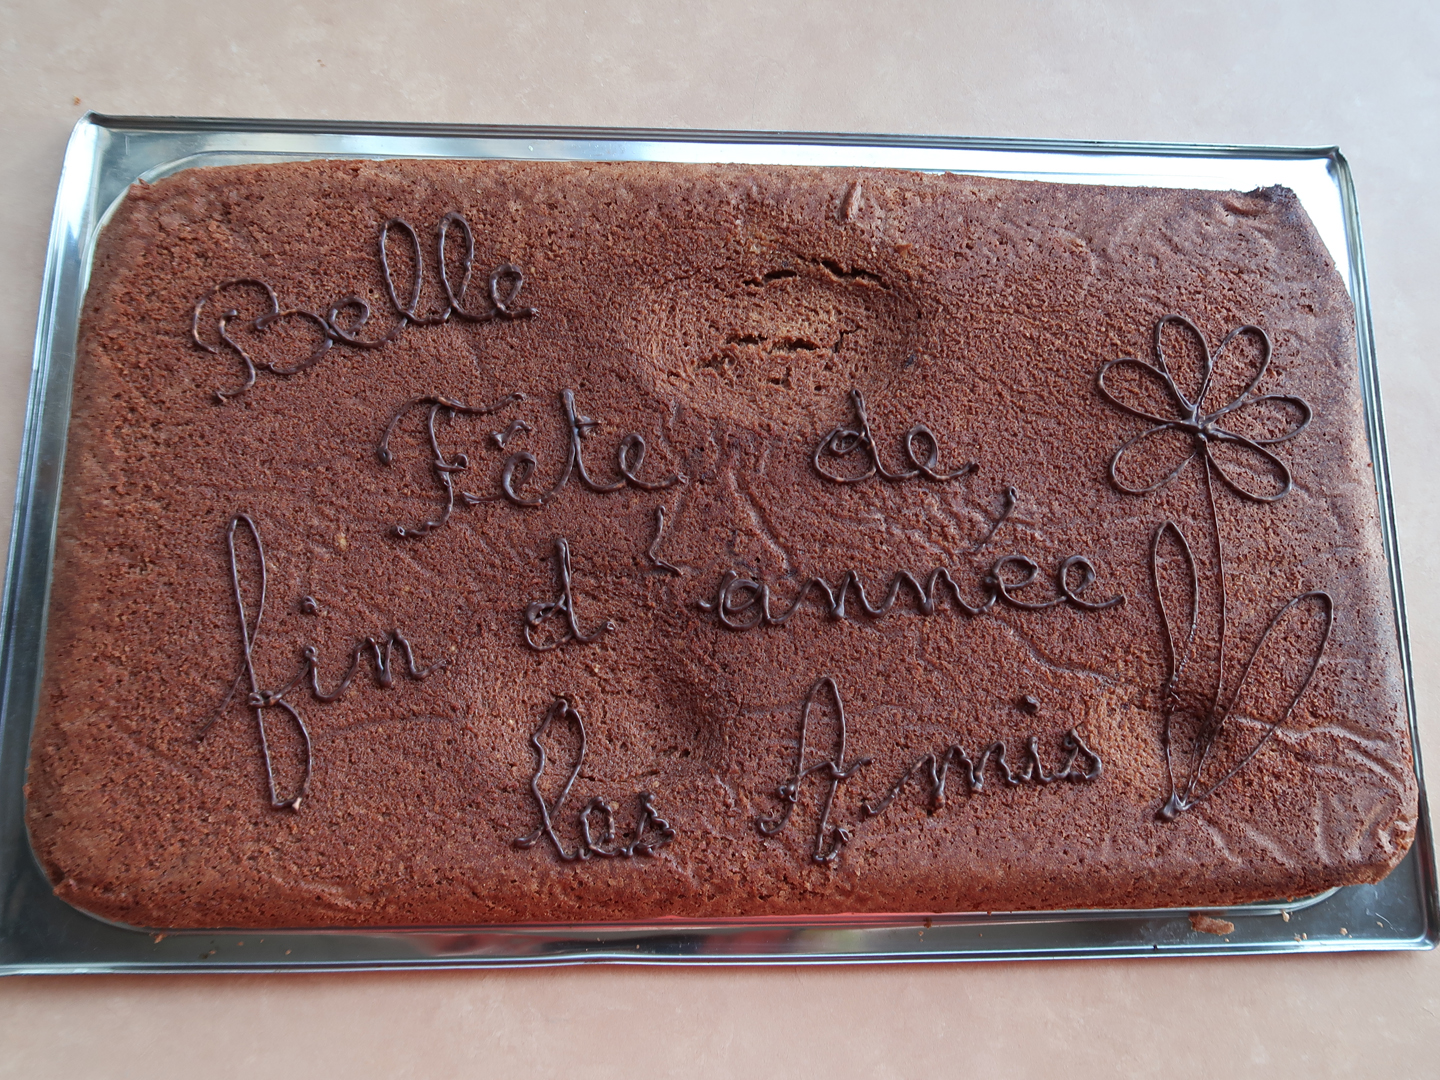 Belle
Fête de
fin d'année
les Amis